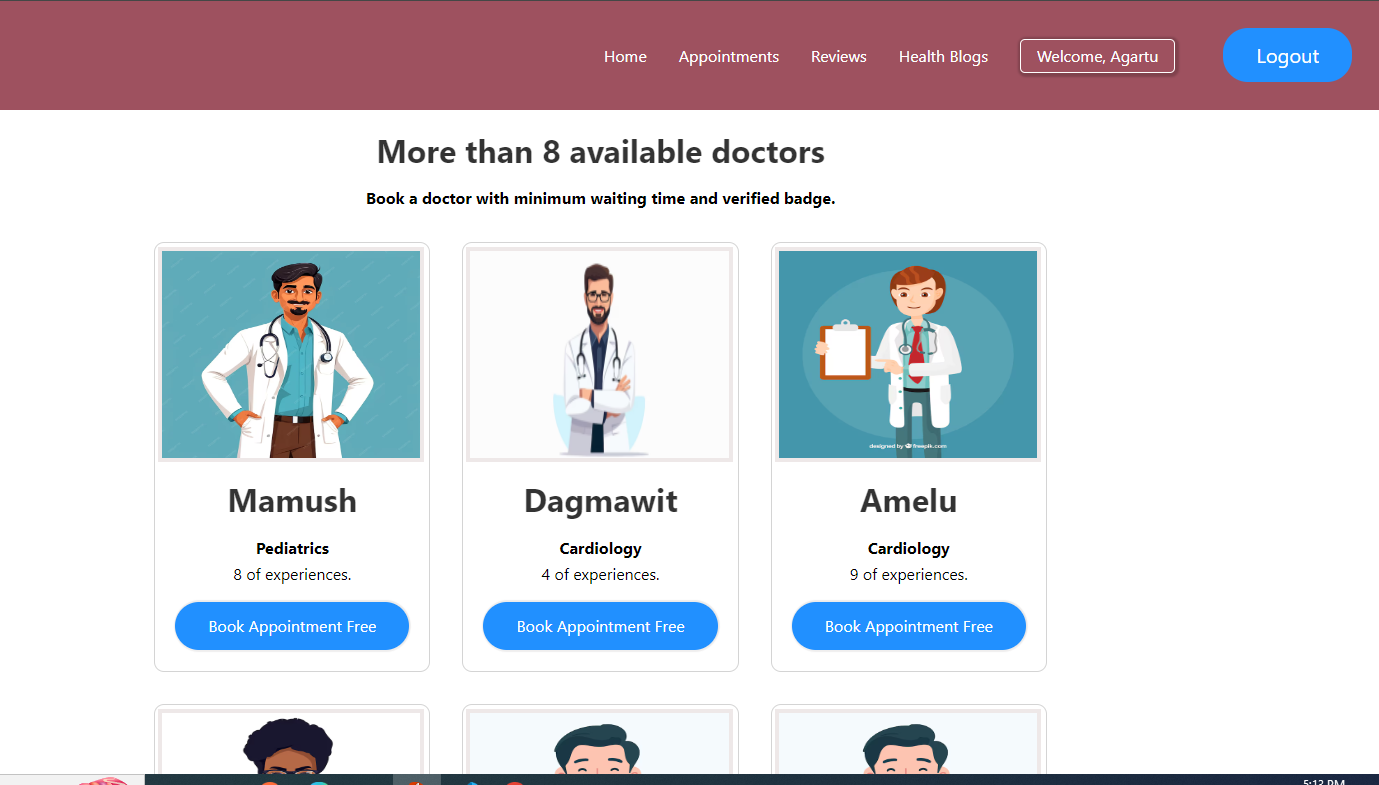 Home Appointments Reviews Health Blogs Welcome, Agartu Logout
More than 8 available doctors
Book a doctor with minimum waiting time and verified badge.
designed by freepik.com
Mamush Dagmawit Amelu
Pediatrics Cardiology Cardiology
8 of experiences. 4 of experiences. 9 of experiences.
Book Appointment Free Book Appointment Free Book Appointment Free
5:13 PM